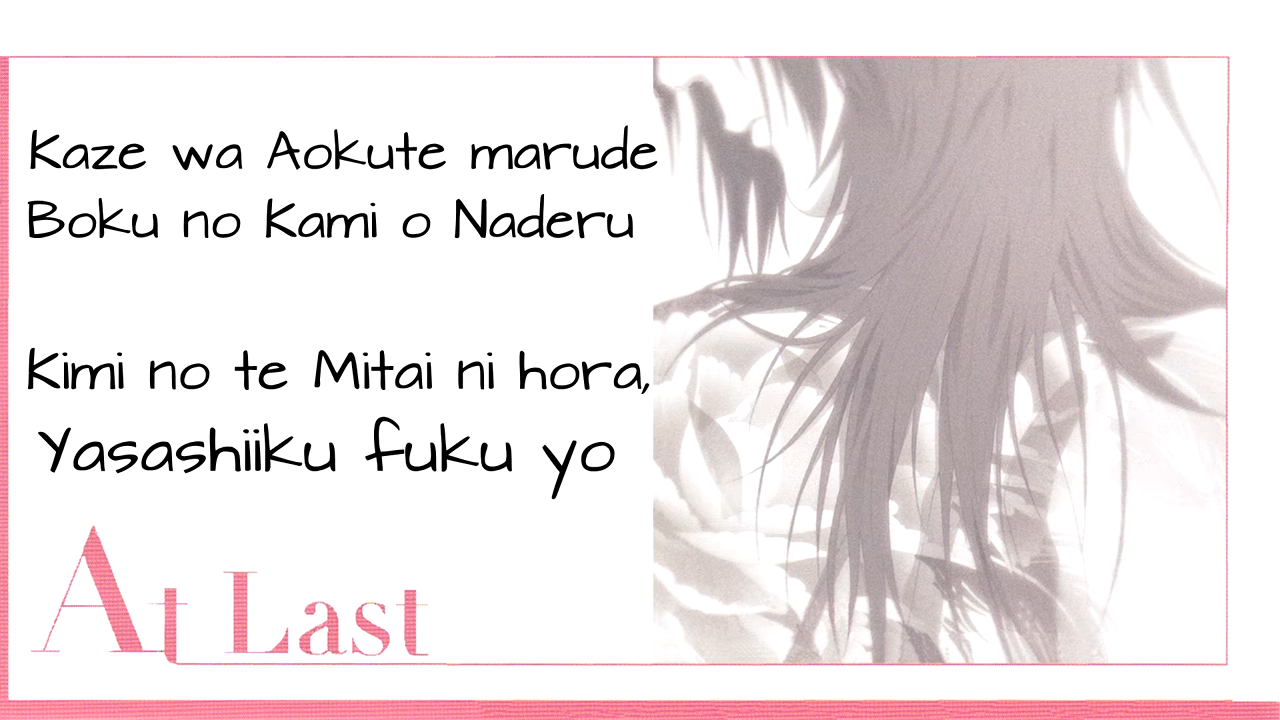 Kaze wa Aokute marude
Boku no Kami o Naderu
Kimi no te Mitai ni hora,
Yasashiiku fuku yo
At Last